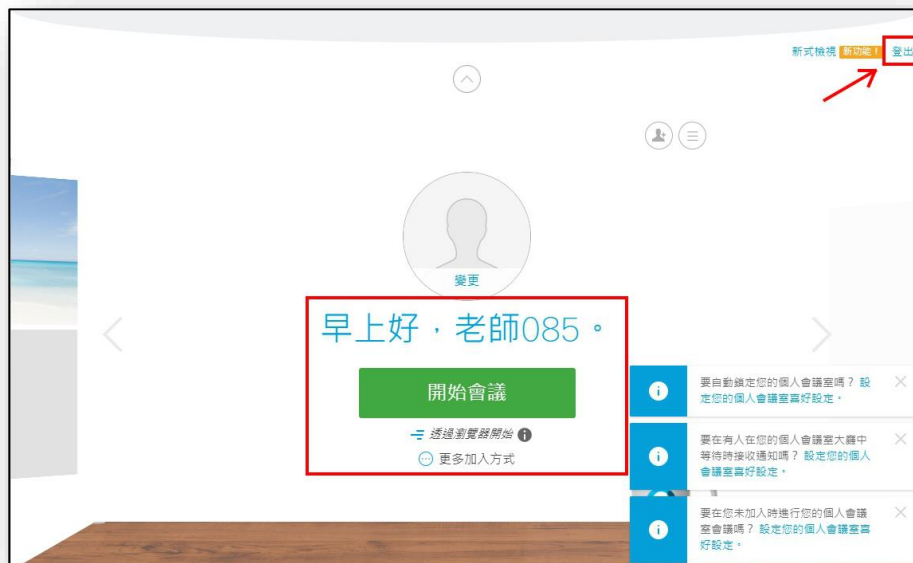 新式檢視 新功能！ 登出
變更
早上好，老師085。
開始會議
透過瀏覽器開始
更多加入方式
要自動鎖定您的個人會議室嗎？ 設
定您的個人會議室喜好設定。
要在有人在您的個人會議室大廳中
等待時接收通知嗎？ 設定您的個人
會議室喜好設定。
要在您未加入時進行您的個人會議
室會議嗎？ 設定您的個人會議室喜
好設定。